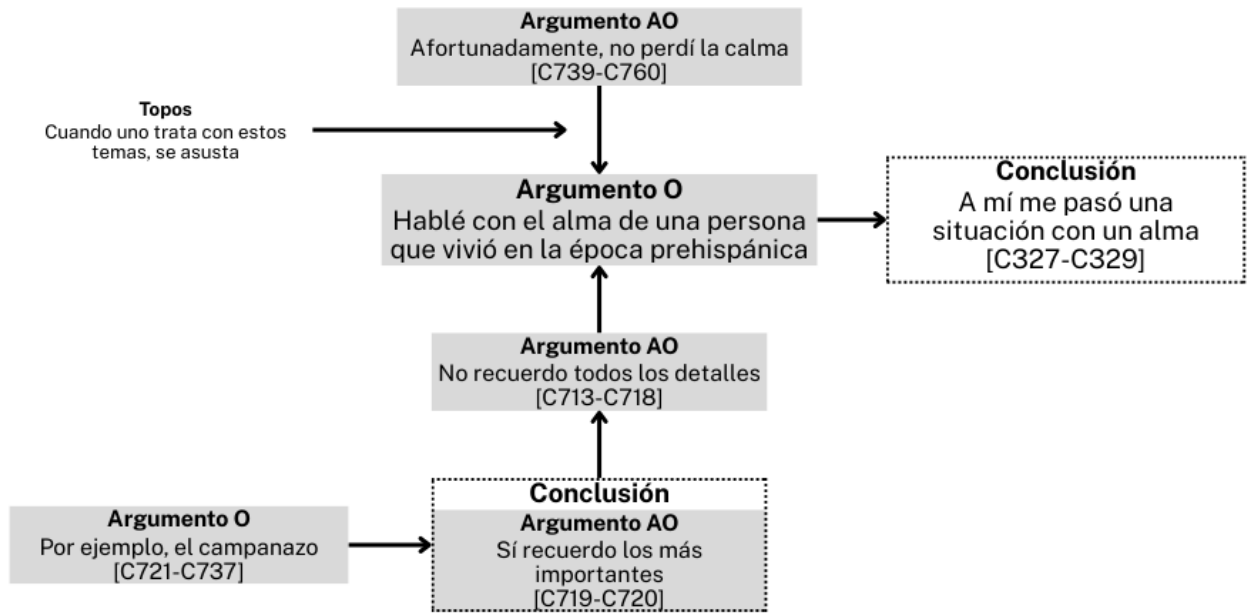 Argumento AO
Afortunadamente, no perdí la calma
[C739-C760]
Topos
Cuando uno trata con estos
temas, se asusta
Argumento O
Hablé con el alma de una persona
que vivió en la época prehispánica
Conclusión
A mí me pasó una
situación con un alma
[C327-C329]
Argumento AO
No recuerdo todos los detalles
[C713-C718]
Argumento O
Por ejemplo, el campanazo
[C721-C737]
Conclusión
Argumento AO
Sí recuerdo los más
importantes
[C719-C720]